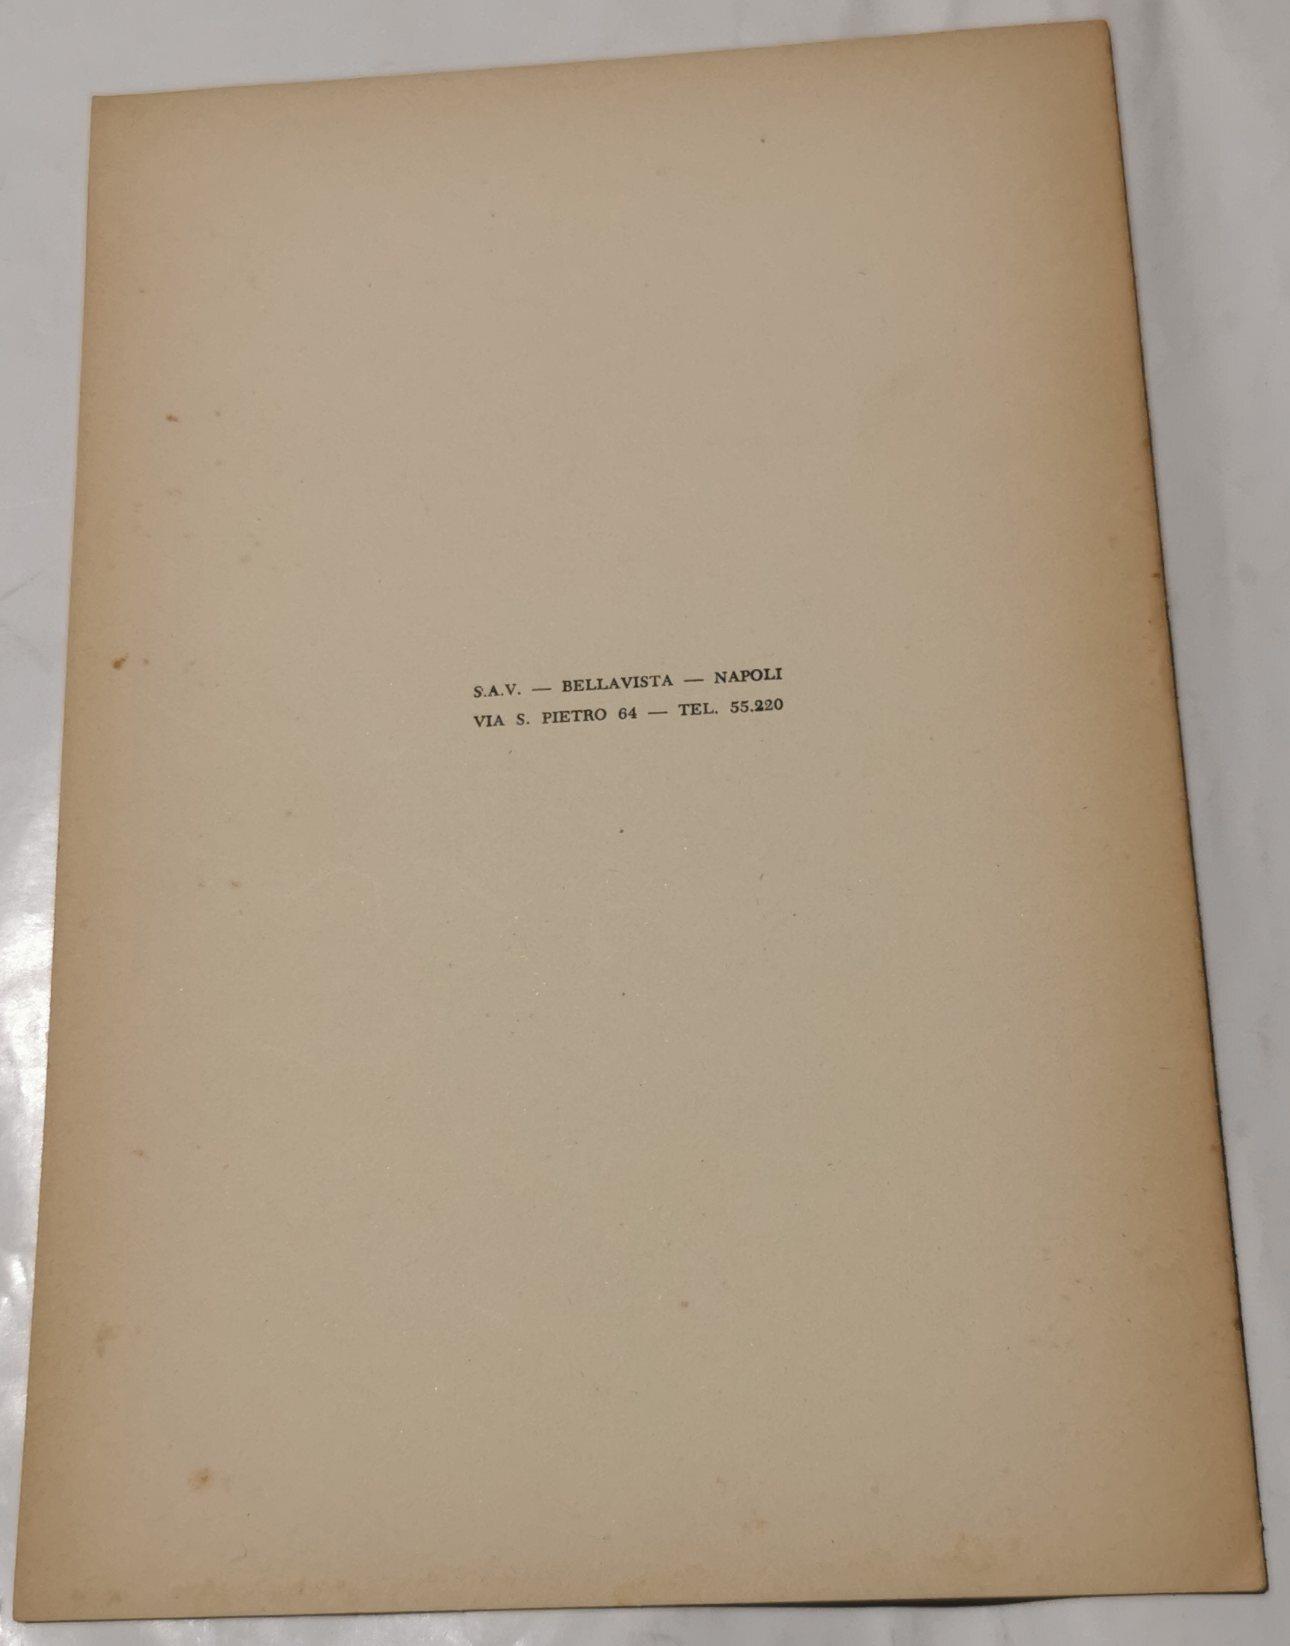 S.A.V. — BELLAVISTA — NAPOLI
VIA S. PIETRO 64 — TEL. 55.220